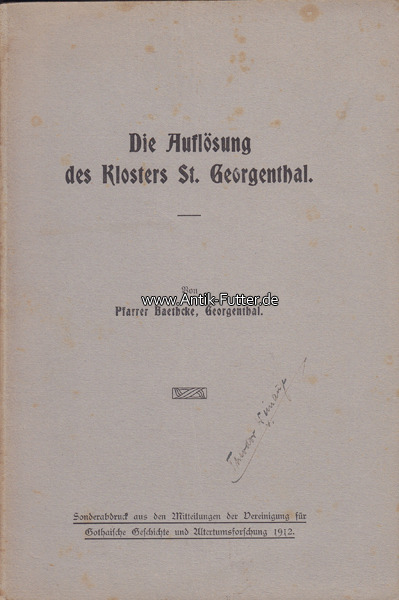 Die Auflösung
des Klosters St. Georgenthal.
Von
www.Antik-Futter.de
Pfarrer Baethcke, Georgenthal.
Theodor
Sonderabdruck aus den Mitteilungen der Vereinigung für
Gothaische Geschichte und Altertumsforschung 1912.